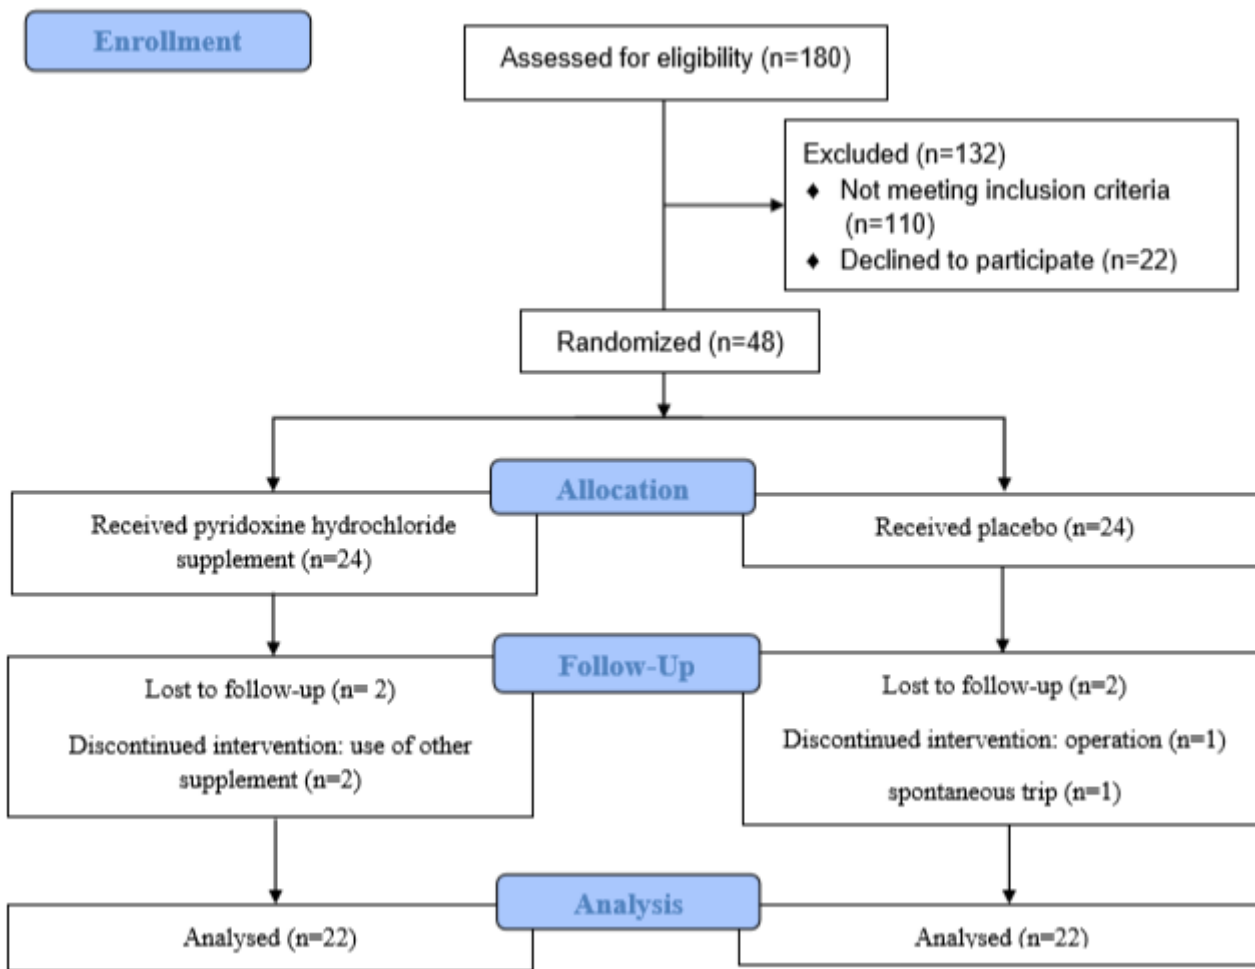 Enrollment
Assessed for eligibility (n=180)
Excluded (n=132)
♦ Not meeting inclusion criteria
(n=110)
♦ Declined to participate (n=22)
Randomized (n=48)
Allocation
Received pyridoxine hydrochloride
supplement (n=24)
Received placebo (n=24)
Follow-Up
Lost to follow-up (n= 2)
Discontinued intervention: use of other
supplement (n=2)
Lost to follow-up (n=2)
Discontinued intervention: operation (n=1)
spontaneous trip (n=1)
Analysis
Analysed (n=22)
Analysed (n=22)